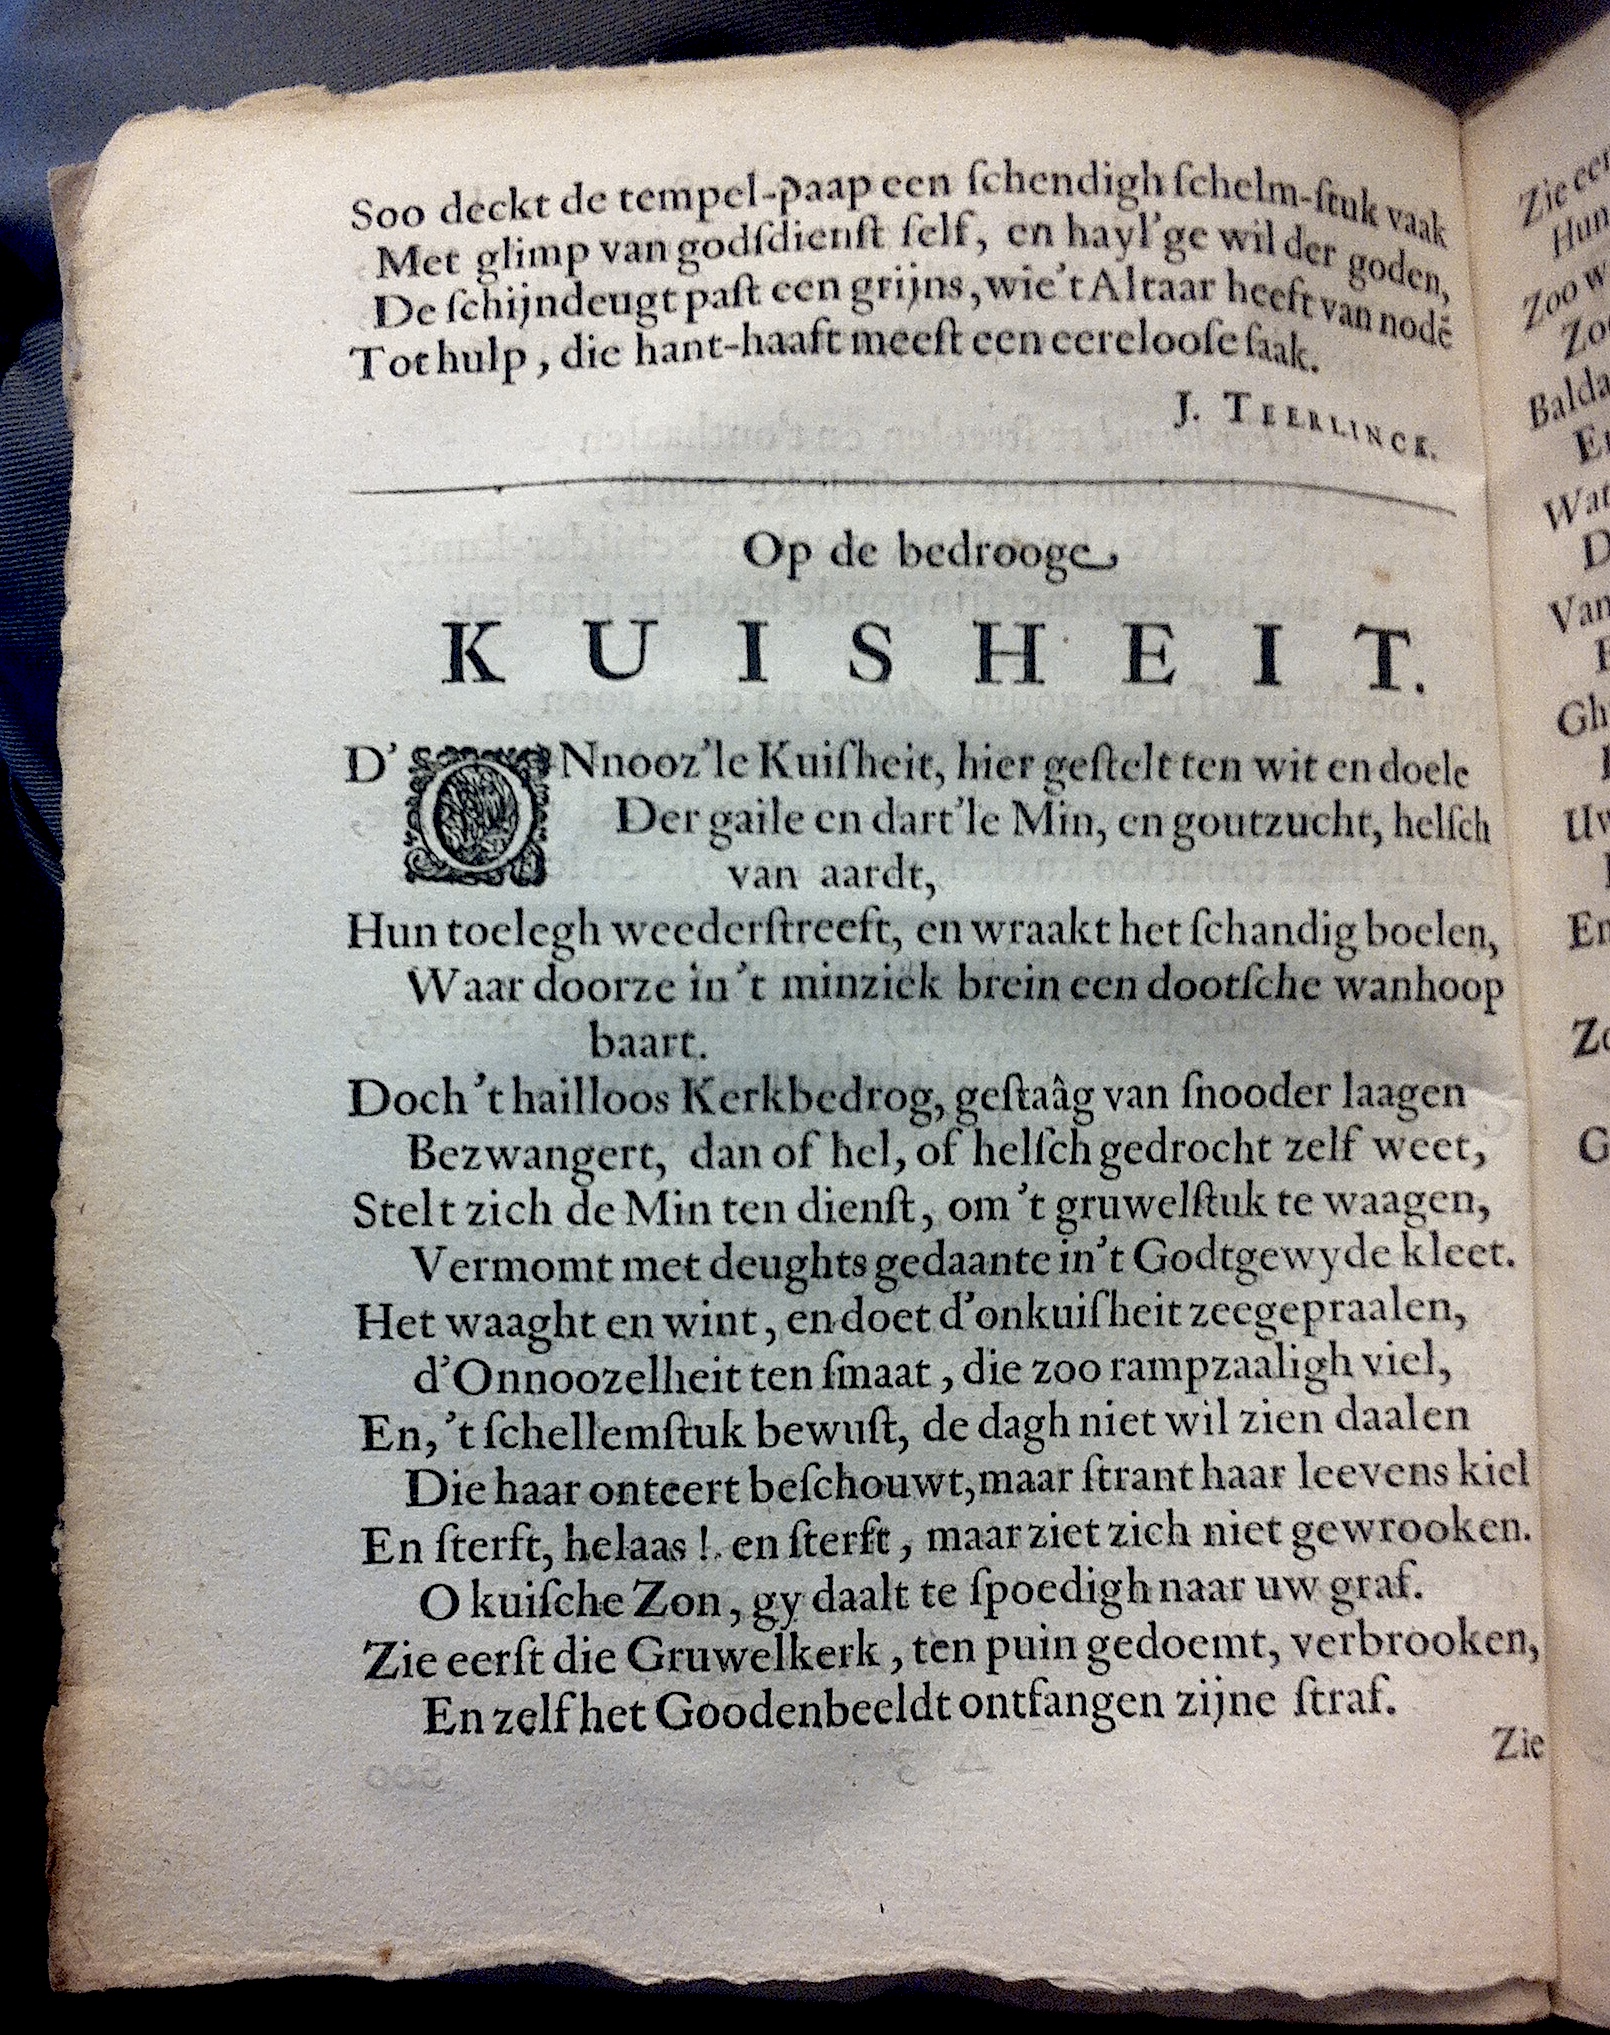 Soo deckt de tempel-paap een ſchendigh ſchelm-ſtuk vaak
Met glimp van godſdienſt ſelf, en hayl'ge wil der goden,
De ſchijndeugt paſt een grijns, wie't Altaar heeft van nodē
Tot hulp, die hant-haaft meeſt een eerelooſe ſaak.
J. TEERLINCK.
Op de bedrooge
KUISHEIT.
D'ONnooz'le Kuiſheit, hier geſtelt ten wit en doele
Der gaile en dart'le Min, en goutzucht, helſch
van aardt,
Hun toelegh weederſtreeft, en wraakt het ſchandig boelen,
Waar doorze in't minziek brein een dootſche wanhoop
baart.
Doch 't hailloos Kerkbedrog, geſtaâg van ſnooder laagen
Bezwangert, dan of hel, of helſch gedrocht zelf weet,
Stelt zich de Min ten dienſt, om 't gruwelſtuk te waagen,
Vermomt met deughts gedaante in't Godtgewyde kleet.
Het waaght en wint, en doet d'onkuiſheit zeegepraalen,
d'Onnoozelheit ten ſmaat, die zoo rampzaaligh viel,
En, 't ſchellemſtuk bewuſt, de dagh niet wil zien daalen
Die haar onteert beſchouwt, maar ſtrant haar leevens kiel
En ſterft, helaas! en ſterft, maar ziet zich niet gewrooken.
O kuiſche Zon, gy daalt te ſpoedigh naar uw graf.
Zie eerſt die Gruwelkerk, ten puin gedoemt, verbrooken,
En zelf het Goodenbeeldt ontfangen zijne ſtraf.
Zie
Zie
Zoo
Van